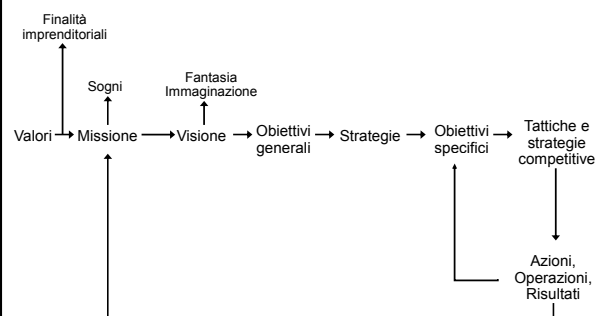 Finalità
imprenditoriali
Sogni
Fantasia
Immaginazione
Valori
Missione
Visione
Obiettivi
generali
Strategie
Obiettivi
specifici
Tattiche e
strategie
competitive
Azioni,
Operazioni,
Risultati